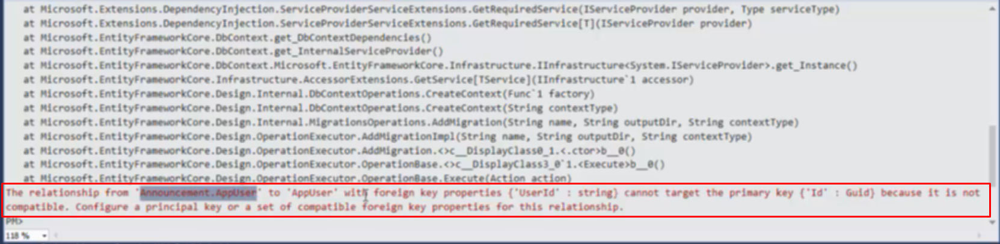 at Microsoft.Extensions.DependencyInjection.ServiceProviderServiceExtensions.GetRequiredService(IServiceProvider provider, Type serviceType)
at Microsoft.Extensions.DependencyInjection.ServiceProviderServiceExtensions.GetRequiredService[T](IServiceProvider provider)
at Microsoft.EntityFrameworkCore.DbContext.get_DbContextDependencies()
at Microsoft.EntityFrameworkCore.DbContext.get_InternalServiceProvider()
at Microsoft.EntityFrameworkCore.DbContext.Microsoft.EntityFrameworkCore.Infrastructure.IInfrastructure<System.IServiceProvider>.get_Instance()
at Microsoft.EntityFrameworkCore.Infrastructure.AccessorExtensions.GetService[TService](IInfrastructure`1 accessor)
at Microsoft.EntityFrameworkCore.Design.Internal.DbContextOperations.CreateContext(Func`1 factory)
at Microsoft.EntityFrameworkCore.Design.Internal.DbContextOperations.CreateContext(String contextType)
at Microsoft.EntityFrameworkCore.Design.Internal.MigrationsOperations.AddMigration(String name, String outputDir, String contextType)
at Microsoft.EntityFrameworkCore.Design.OperationExecutor.AddMigrationImpl(String name, String outputDir, String contextType)
at Microsoft.EntityFrameworkCore.Design.OperationExecutor.AddMigration.<>c__DisplayClass0_1.<.ctor>b__0()
at Microsoft.EntityFrameworkCore.Design.OperationExecutor.OperationBase.<>c__DisplayClass3_0`1.<Execute>b__0()
at Microsoft.EntityFrameworkCore.Design.OperationExecutor.OperationBase.Execute(Action action)
The relationship from 'Announcement.AppUser' to 'AppUser' with foreign key properties {'UserId' : string} cannot target the primary key {'Id' : Guid} because it is not
compatible. Configure a principal key or a set of compatible foreign key properties for this relationship.
PM>
118 %